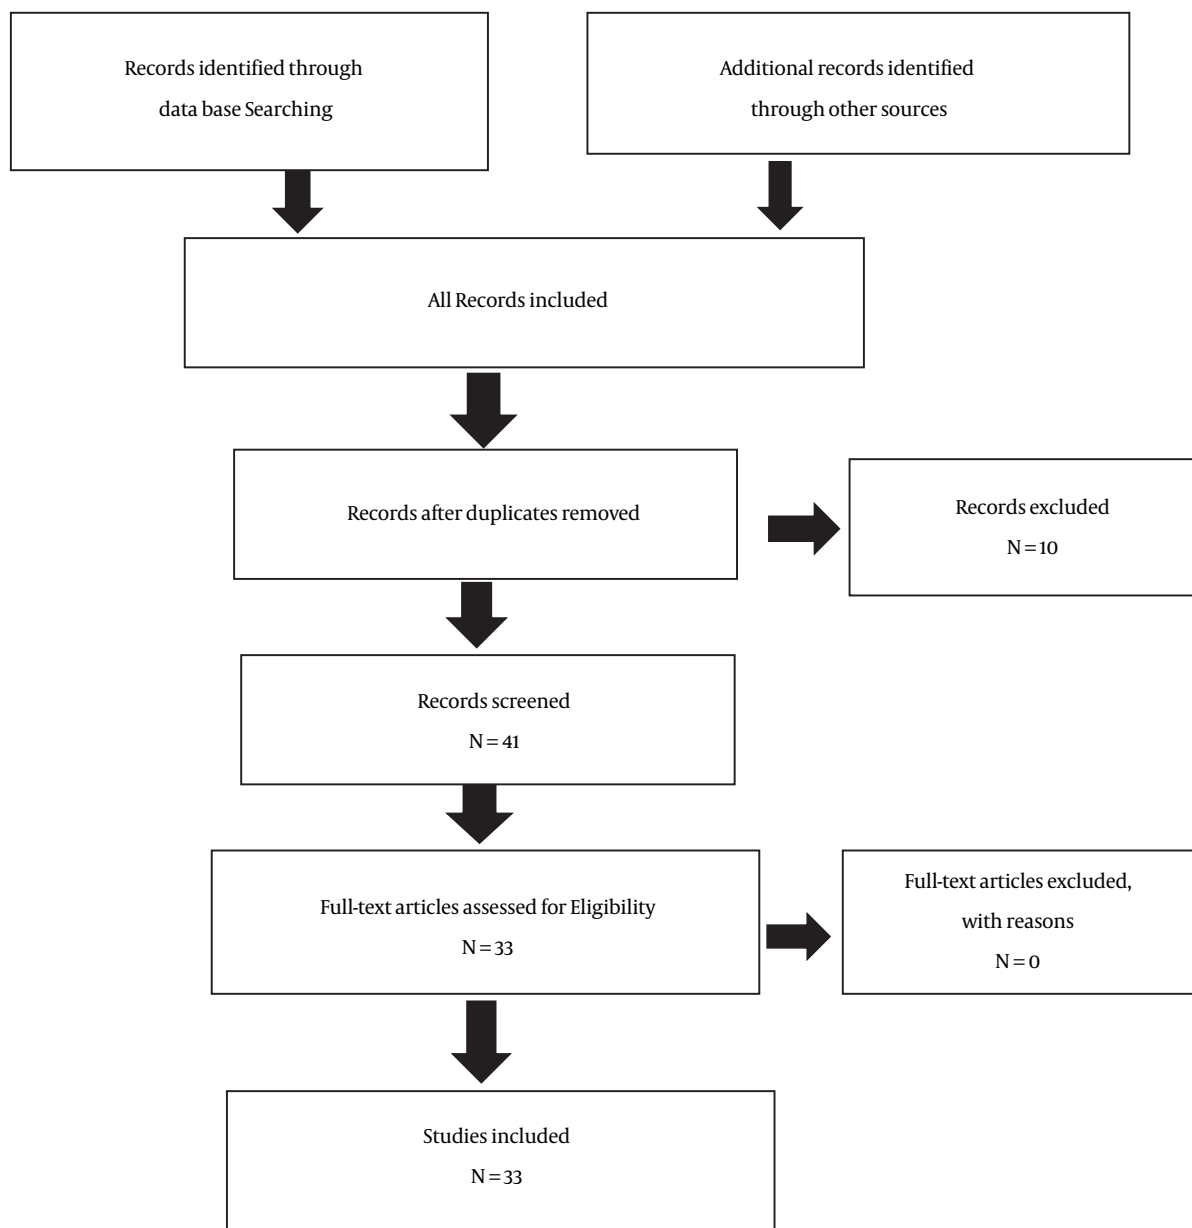 Records identified through
data base Searching
Additional records identified
through other sources
All Records included
Records after duplicates removed
Records excluded
N = 10
Records screened
N = 41
Full-text articles assessed for Eligibility
N = 33
Full-text articles excluded,
with reasons
N = 0
Studies included
N = 33